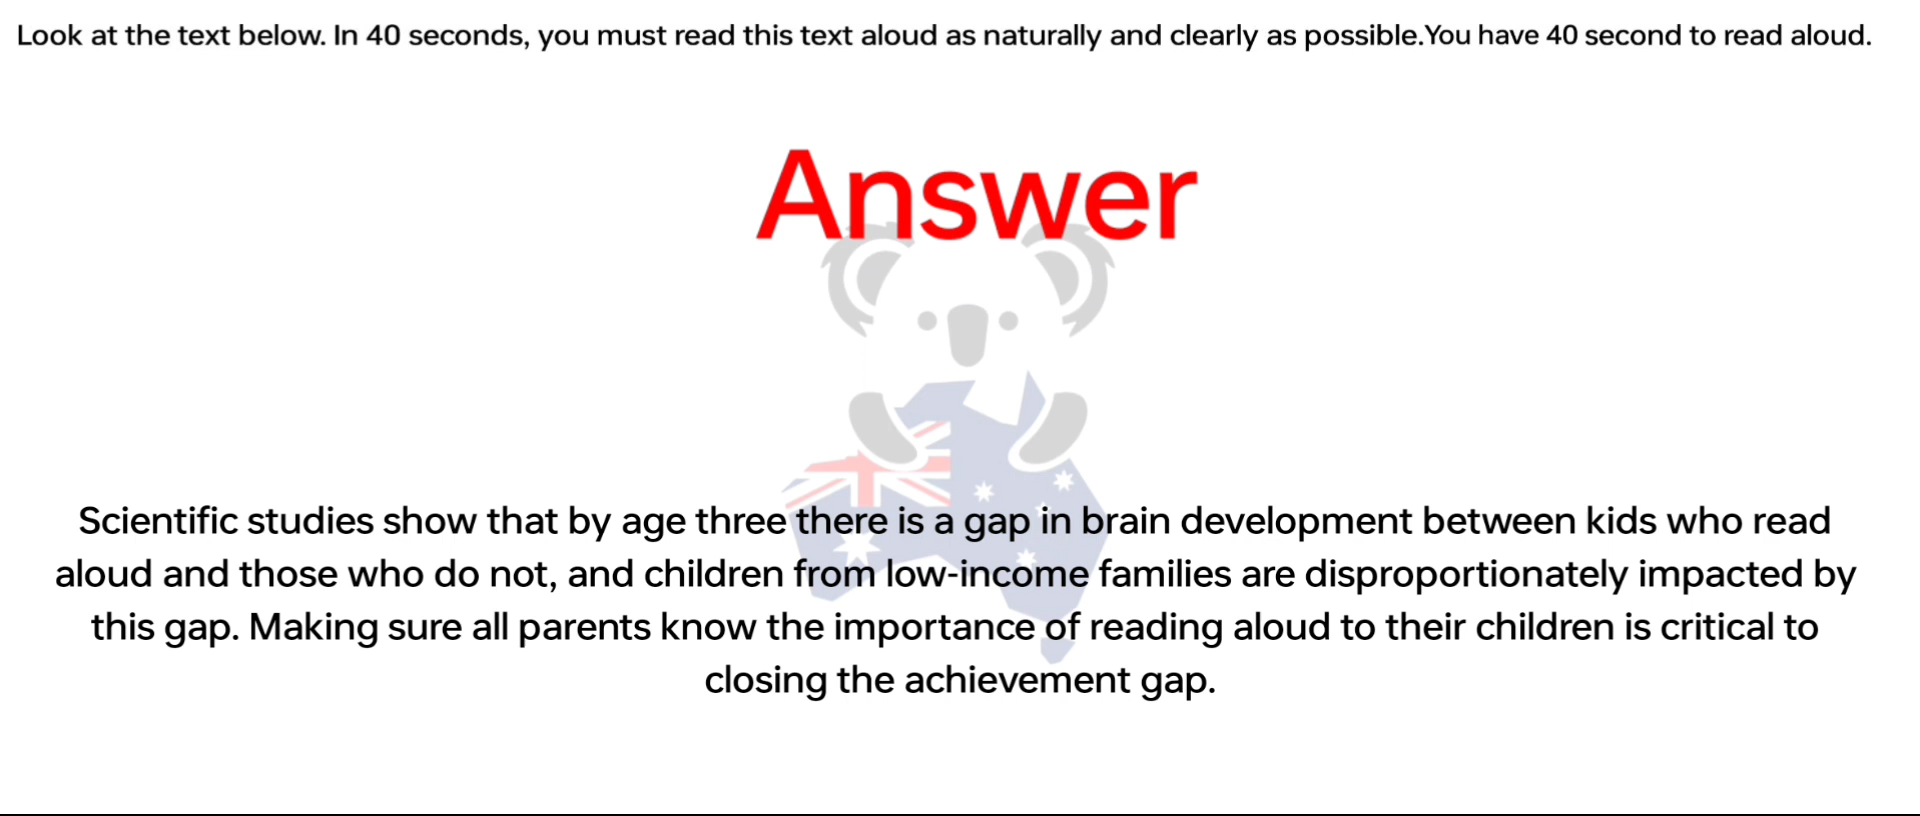 Look at the text below. In 40 seconds, you must read this text aloud as naturally and clearly as possible.You have 40 second to read aloud.
Answer
Scientific studies show that by age three there is a gap in brain development between kids who read
aloud and those who do not, and children from low-income families are disproportionately impacted by
this gap. Making sure all parents know the importance of reading aloud to their children is critical to
closing the achievement gap.